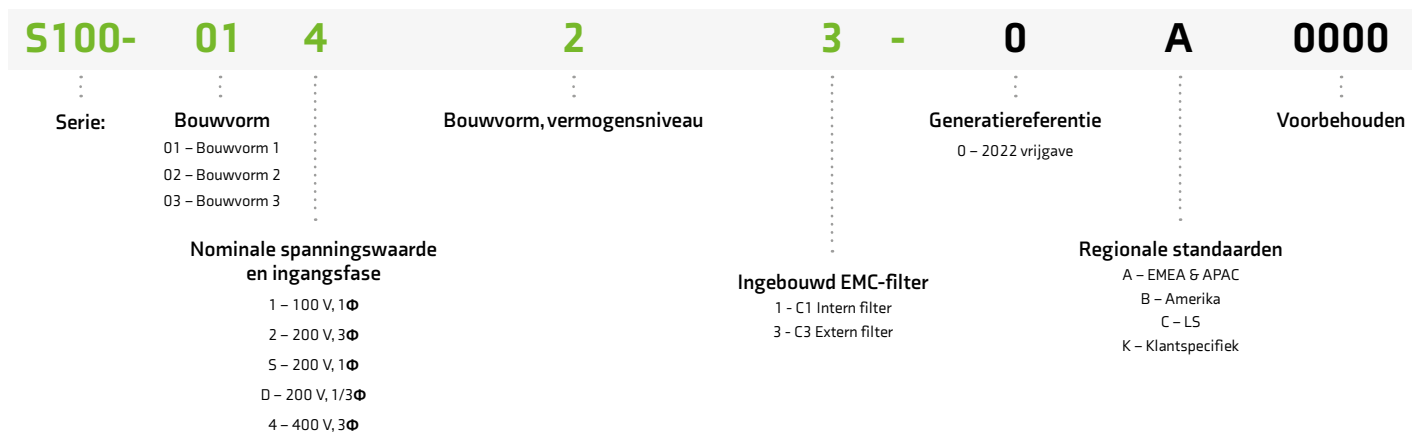 S100- 01 4 2 3 - 0 A 0000
Serie:
Bouwvorm
01 – Bouwvorm 1
02 – Bouwvorm 2
03 – Bouwvorm 3
Nominale spanningswaarde
en ingangsfase
1 – 100 V, 1Φ
2 – 200 V, 3Φ
S – 200 V, 1Φ
D – 200 V, 1/3Φ
4 – 400 V, 3Φ
Bouwvorm, vermogensniveau
Ingebouwd EMC-filter
1 - C1 Intern filter
3 - C3 Extern filter
Generatiereferentie
0 – 2022 vrijgave
Regionale standaarden
A – EMEA & APAC
B – Amerika
C – LS
K – Klantspecifiek
Voorbehouden